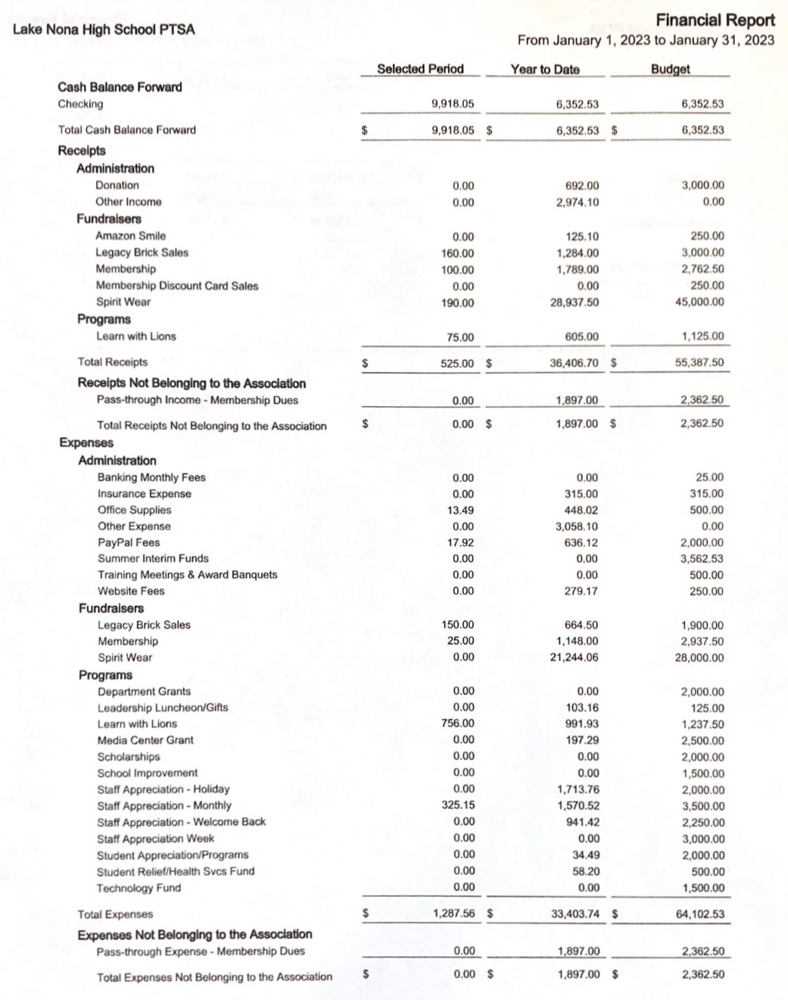 Lake Nona High School PTSA
Financial Report
From January 1, 2023 to January 31, 2023
Selected Period Year to Date Budget
Cash Balance Forward
Checking 9,918.05 6,352.53 6,352.53
Total Cash Balance Forward $ 9,918.05 $ 6,352.53 $ 6,352.53
Receipts
Administration
Donation 0.00 692.00 3,000.00
Other Income 0.00 2,974.10 0.00
Fundraisers
Amazon Smile 0.00 125.10 250.00
Legacy Brick Sales 160.00 1,284.00 3,000.00
Membership 100.00 1,789.00 2,762.50
Membership Discount Card Sales 0.00 0.00 250.00
Spirit Wear 190.00 28,937.50 45,000.00
Programs
Learn with Lions 75.00 605.00 1,125.00
Total Receipts $ 525.00 $ 36,406.70 $ 55,387.50
Receipts Not Belonging to the Association
Pass-through Income - Membership Dues 0.00 1,897.00 2,362.50
Total Receipts Not Belonging to the Association $ 0.00 $ 1,897.00 $ 2,362.50
Expenses
Administration
Banking Monthly Fees 0.00 0.00 25.00
Insurance Expense 0.00 315.00 315.00
Office Supplies 13.49 448.02 500.00
Other Expense 0.00 3,058.10 0.00
PayPal Fees 17.92 636.12 2,000.00
Summer Interim Funds 0.00 0.00 3,562.53
Training Meetings & Award Banquets 0.00 0.00 500.00
Website Fees 0.00 279.17 250.00
Fundraisers
Legacy Brick Sales 150.00 664.50 1,900.00
Membership 25.00 1,148.00 2,937.50
Spirit Wear 0.00 21,244.06 28,000.00
Programs
Department Grants 0.00 0.00 2,000.00
Leadership Luncheon/Gifts 0.00 103.16 125.00
Learn with Lions 756.00 991.93 1,237.50
Media Center Grant 0.00 197.29 2,500.00
Scholarships 0.00 0.00 2,000.00
School Improvement 0.00 0.00 1,500.00
Staff Appreciation - Holiday 0.00 1,713.76 2,000.00
Staff Appreciation - Monthly 325.15 1,570.52 3,500.00
Staff Appreciation - Welcome Back 0.00 941.42 2,250.00
Staff Appreciation Week 0.00 0.00 3,000.00
Student Appreciation/Programs 0.00 34.49 2,000.00
Student Relief/Health Svcs Fund 0.00 58.20 500.00
Technology Fund 0.00 0.00 1,500.00
Total Expenses $ 1,287.56 $ 33,403.74 $ 64,102.53
Expenses Not Belonging to the Association
Pass-through Expense - Membership Dues 0.00 1,897.00 2,362.50
Total Expenses Not Belonging to the Association $ 0.00 $ 1,897.00 $ 2,362.50